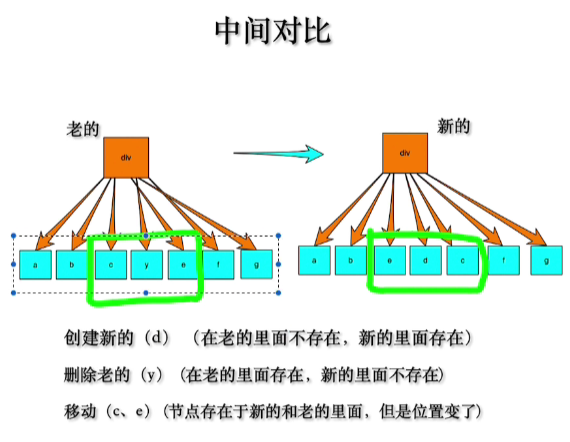 中间对比
老的
新的
div
div
a b c y e f g
a b e d c f g
创建新的（d）（在老的里面不存在，新的里面存在）
删除老的（y）(在老的里面存在，新的里面不存在)
移动（c、e）(节点存在于新的和老的里面，但是位置变了)